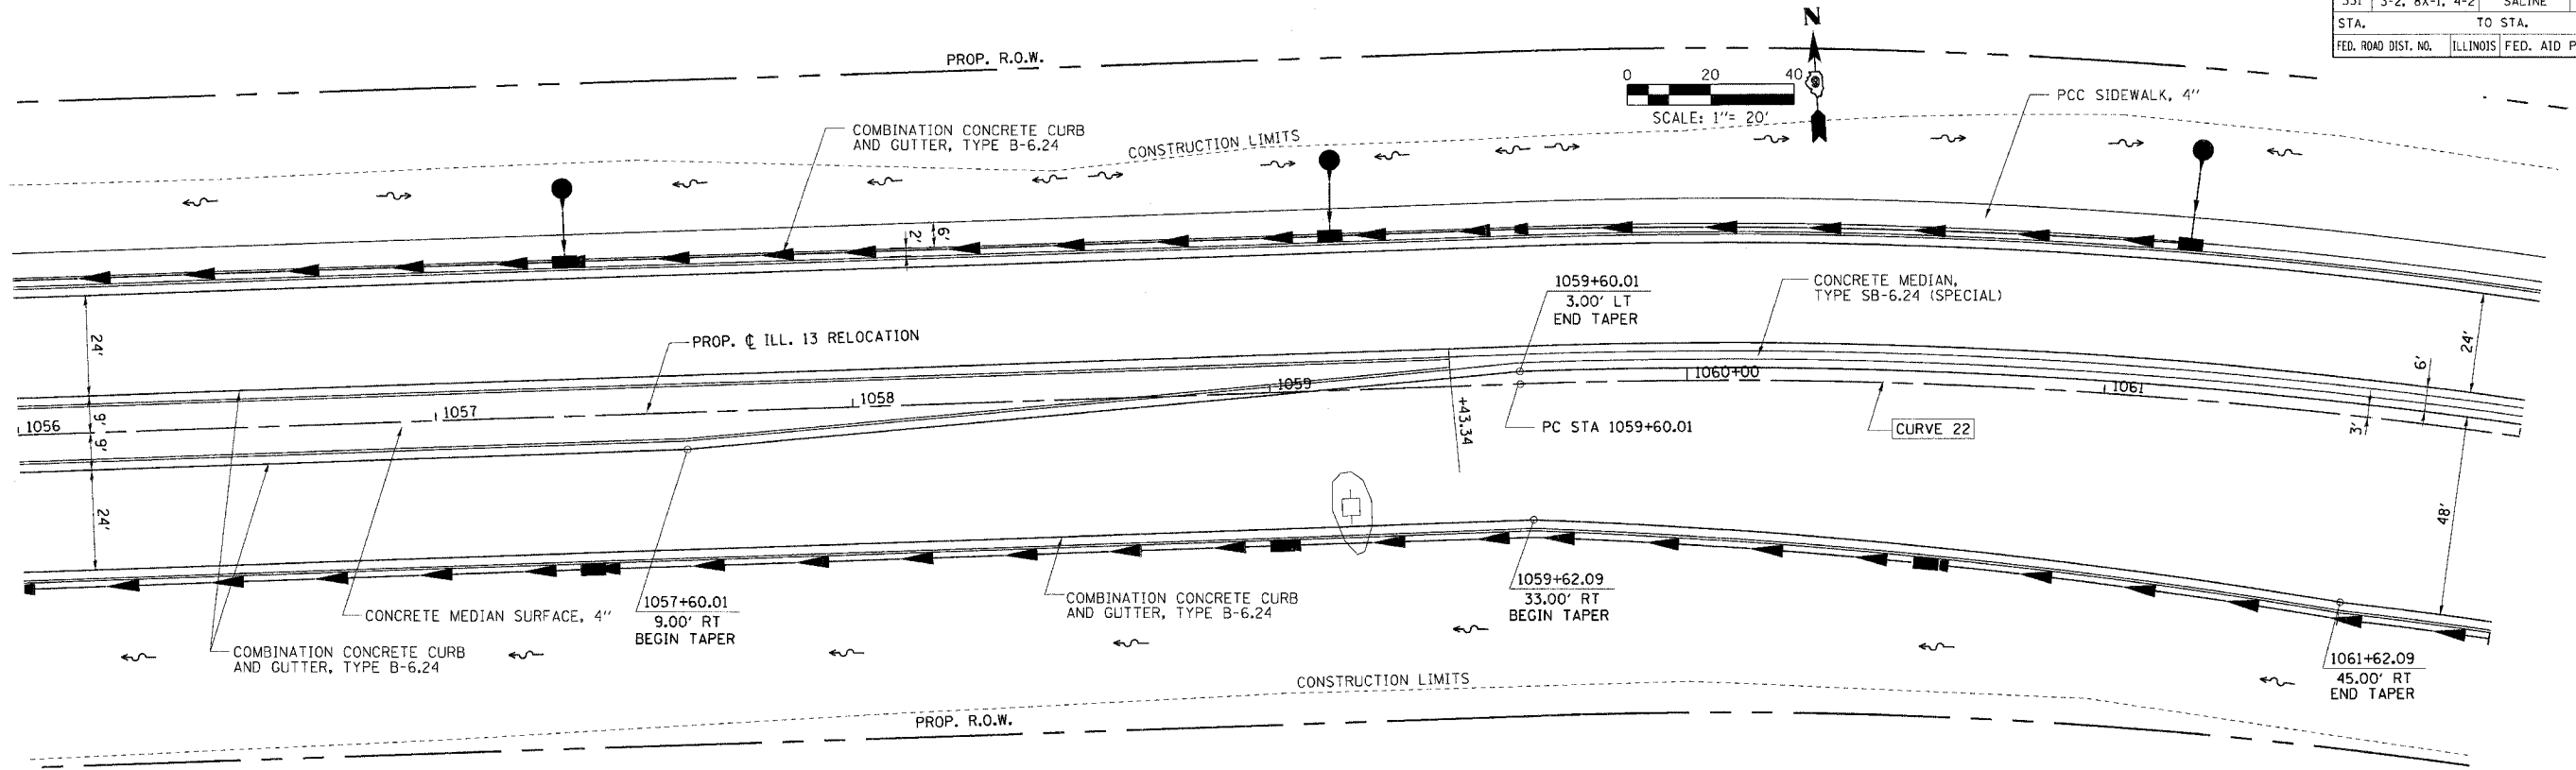 3-2, 8X-1, 4-2 SALINE
STA. TO STA.
FED. ROAD DIST. NO. ILLINOIS FED. AID P
N
PROP. R.O.W.
0 20 40
SCALE: 1"= 20'
PCC SIDEWALK, 4"
COMBINATION CONCRETE CURB
AND GUTTER, TYPE B-6.24
CONSTRUCTION LIMITS
2' 6'
1059+60.01
3.00' LT
END TAPER
CONCRETE MEDIAN,
TYPE SB-6.24 (SPECIAL)
24'
PROP. ℄ ILL. 13 RELOCATION
24'
6'
1056 1057 1058 1059 1060+00 1061
9' 9'
+43.34
PC STA 1059+60.01
CURVE 22
3'
24'
48'
1057+60.01
9.00' RT
BEGIN TAPER
CONCRETE MEDIAN SURFACE, 4"
COMBINATION CONCRETE CURB
AND GUTTER, TYPE B-6.24
COMBINATION CONCRETE CURB
AND GUTTER, TYPE B-6.24
1059+62.09
33.00' RT
BEGIN TAPER
1061+62.09
45.00' RT
END TAPER
CONSTRUCTION LIMITS
PROP. R.O.W.